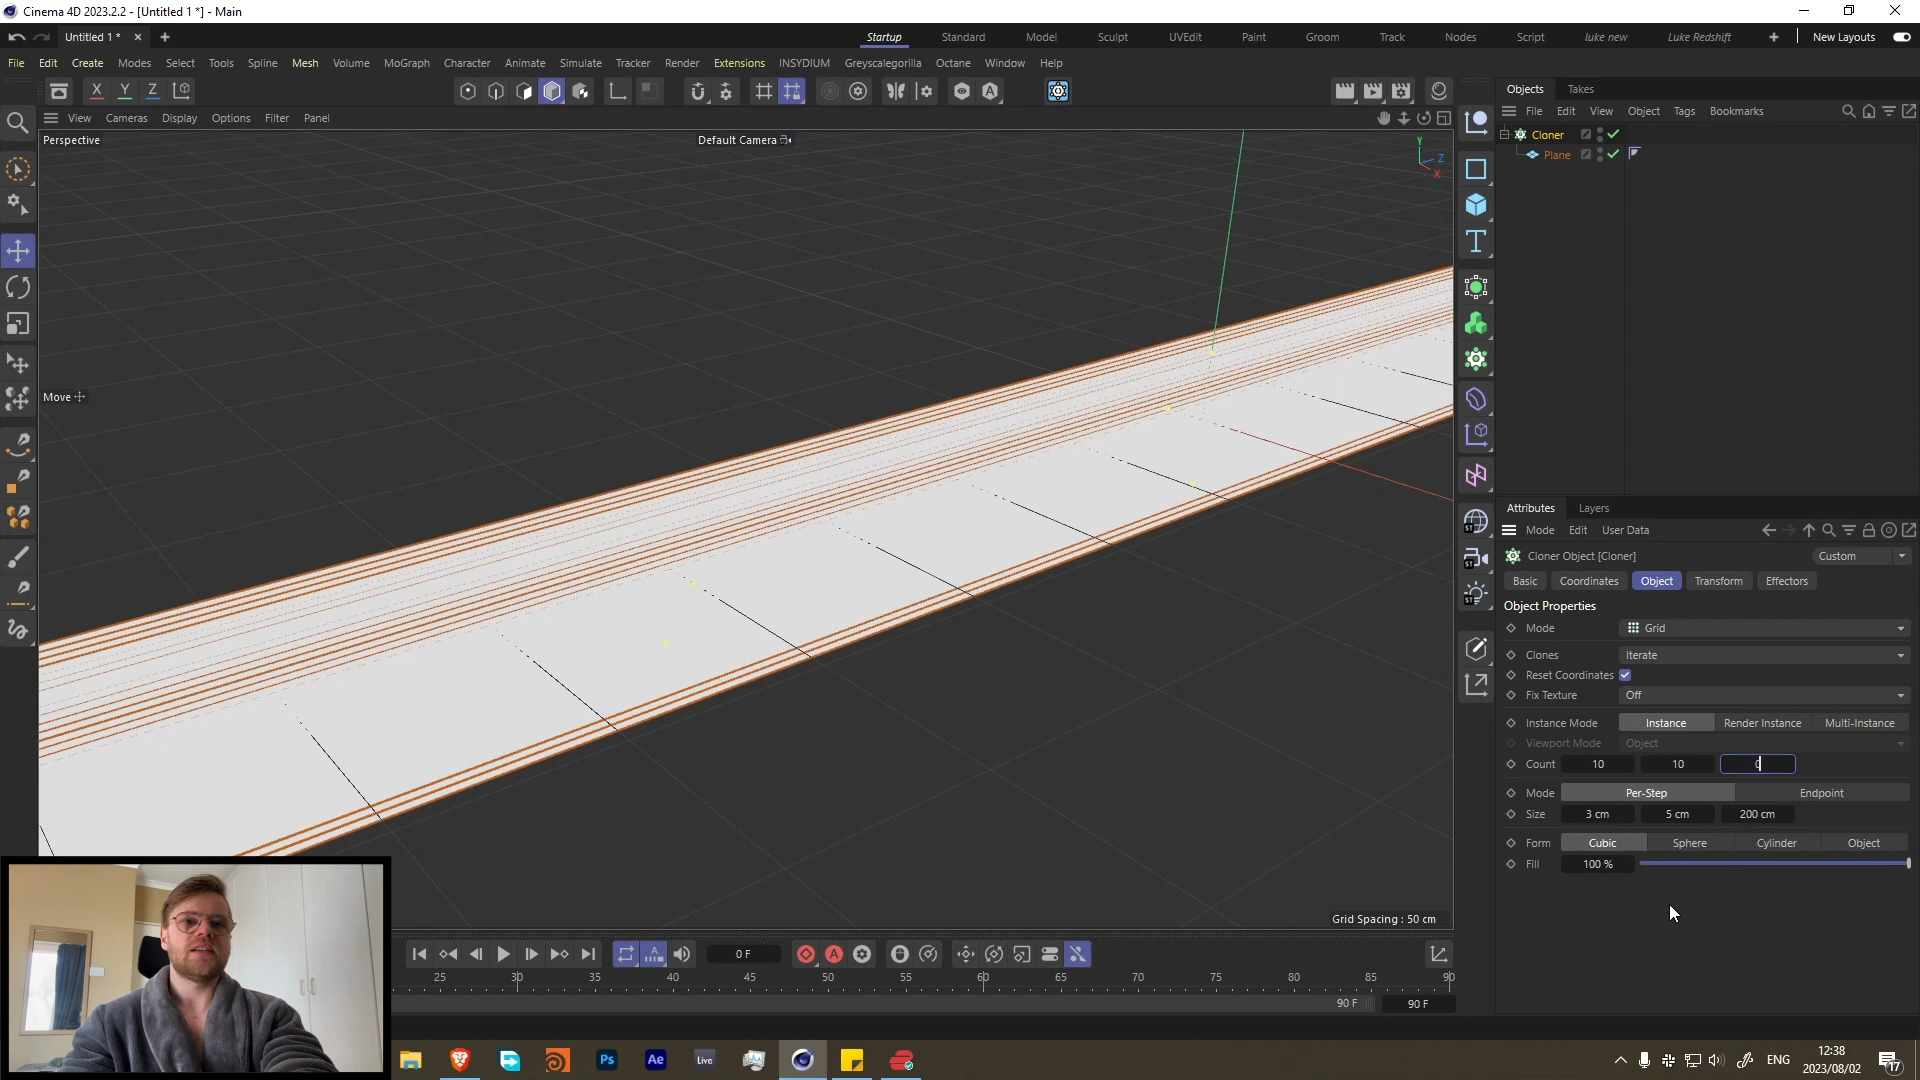 Cinema 4D 2023.2.2 - [Untitled 1 *] - Main
Untitled 1 *
Startup Standard Model Sculpt UVEdit Paint Groom Track Nodes Script luke new Luke Redshift New Layouts
File Edit Create Modes Select Tools Spline Mesh Volume MoGraph Character Animate Simulate Tracker Render Extensions INSYDIUM Greyscalegorilla Octane Window Help
X Y Z
Objects Takes
File Edit View Object Tags Bookmarks
View Cameras Display Options Filter Panel
Perspective
Default Camera
Y
Z
X
Cloner
Plane
Move
Attributes Layers
Mode Edit User Data
Cloner Object [Cloner]
Custom
Basic Coordinates Object Transform Effectors
Object Properties
Mode Grid
Clones Iterate
Reset Coordinates
Fix Texture Off
Instance Mode Instance Render Instance Multi-Instance
Viewport Mode Object
Count 10 10
Mode Per-Step Endpoint
Size 3 cm 5 cm 200 cm
Form Cubic Sphere Cylinder Object
Fill 100 %
Grid Spacing : 50 cm
0 F
25 30 35 40 45 50 55 60 65 70 75 80 85 90
90 F 90 F
Ps Ae Live
ENG
12:38
2023/08/02
17